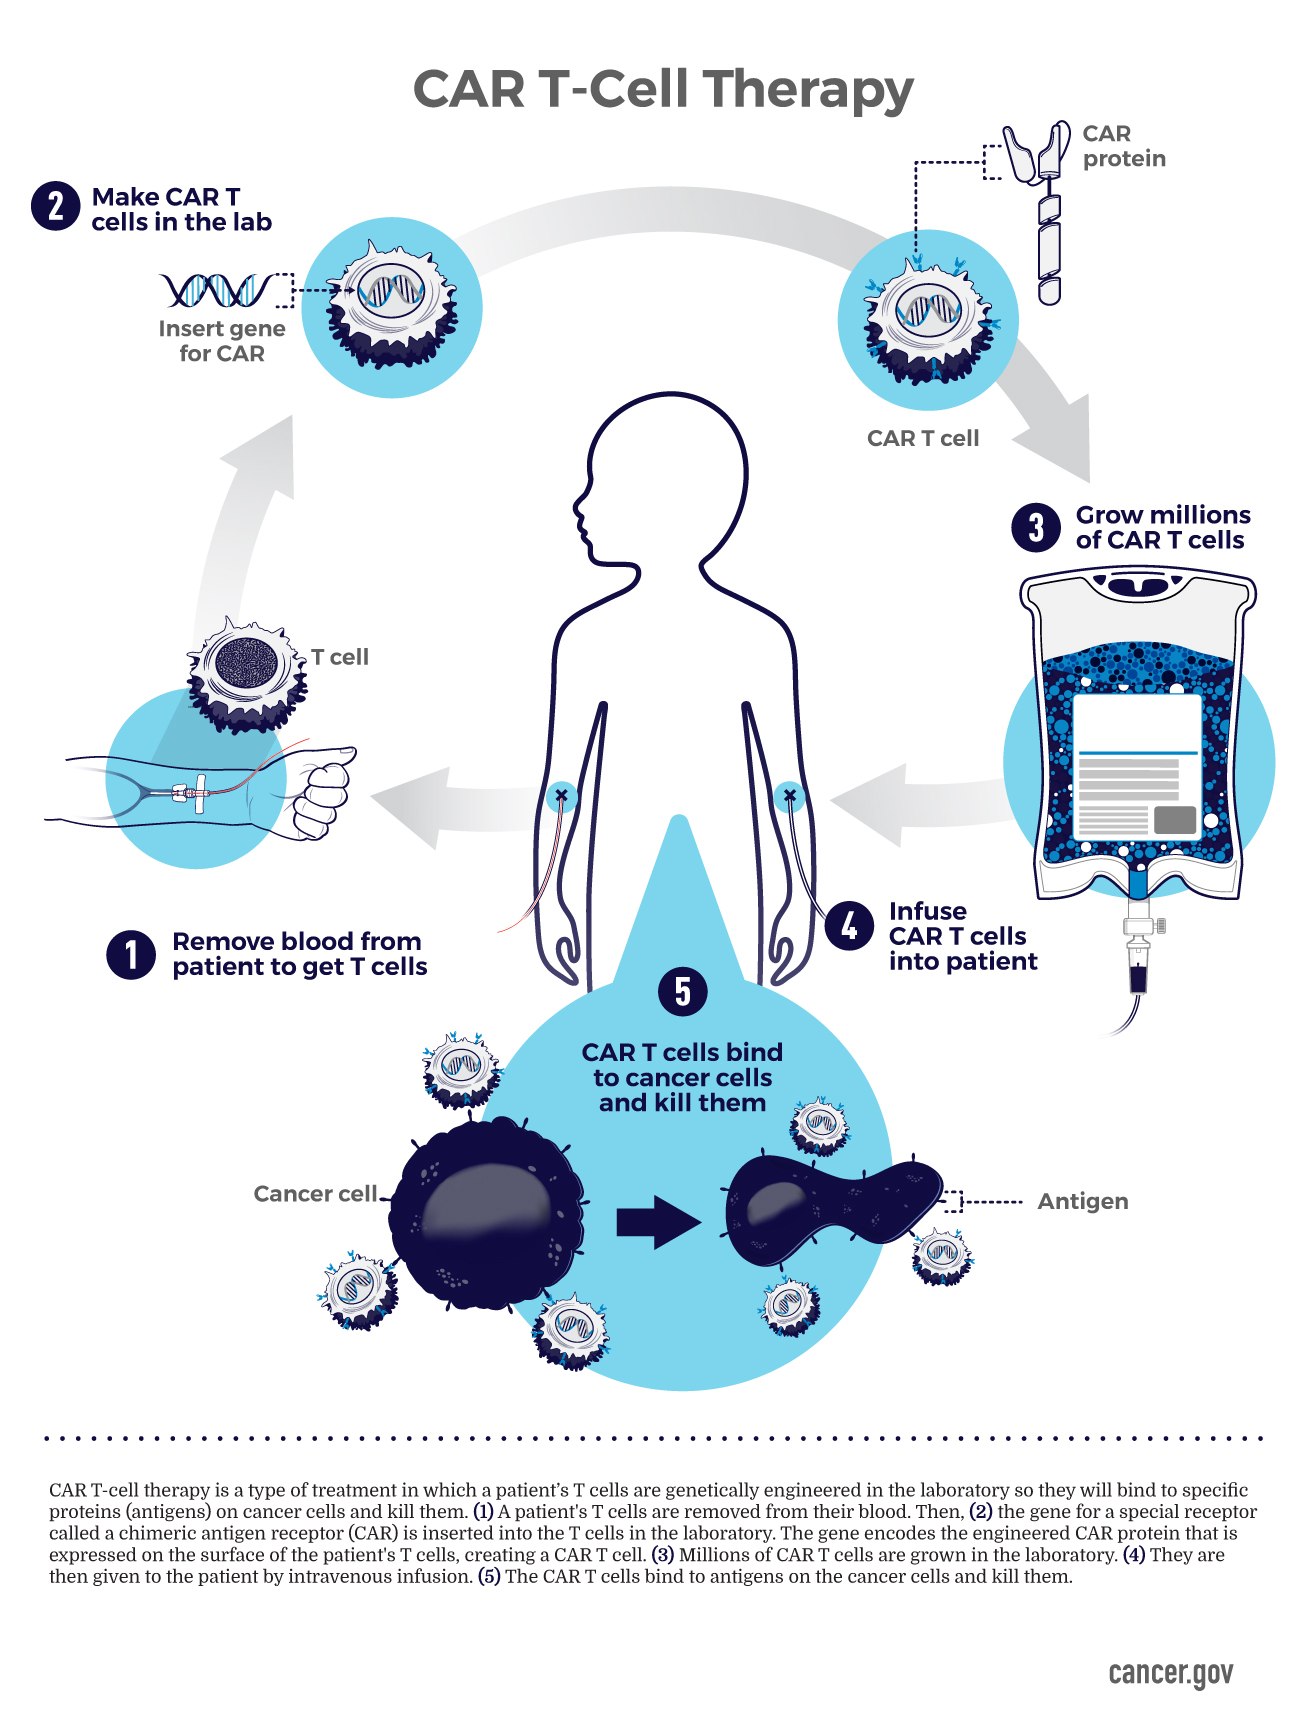 CAR T-Cell Therapy
CAR
protein
2
Make CAR T
cells in the lab
Insert gene
for CAR
CAR T cell
3
Grow millions
of CAR T cells
T cell
1
Remove blood from
patient to get T cells
4
Infuse
CAR T cells
into patient
5
CAR T cells bind
to cancer cells
and kill them
Cancer cell
Antigen
CAR T-cell therapy is a type of treatment in which a patient’s T cells are genetically engineered in the laboratory so they will bind to specific
proteins (antigens) on cancer cells and kill them. (1) A patient's T cells are removed from their blood. Then, (2) the gene for a special receptor
called a chimeric antigen receptor (CAR) is inserted into the T cells in the laboratory. The gene encodes the engineered CAR protein that is
expressed on the surface of the patient's T cells, creating a CAR T cell. (3) Millions of CAR T cells are grown in the laboratory. (4) They are
then given to the patient by intravenous infusion. (5) The CAR T cells bind to antigens on the cancer cells and kill them.
cancer.gov